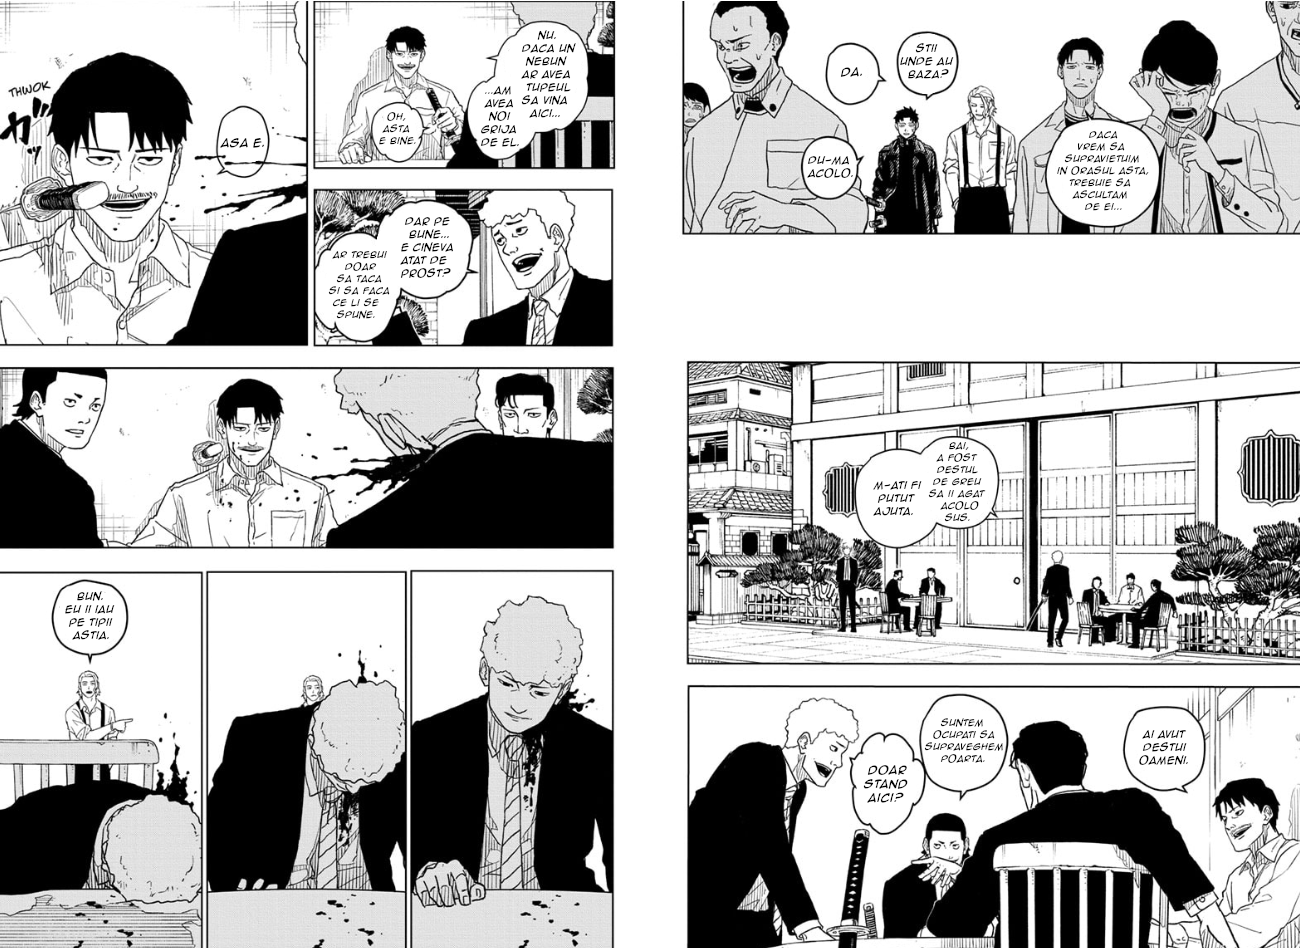 DACA
VREM SA
SUPRAVIETUIM
IN ORASUL ASTA,
TREBUIE SA
ASCULTAM
DE EI...
STII
UNDE AU
BAZA?
DA.
DU-MA
ACOLO.
BAI,
A FOST
DESTUL
DE GREU
SA II AGAT
ACOLO
SUS.
M-ATI FI
PUTUT
AJUTA.
AI AVUT
DESTUI
OAMENI.
SUNTEM
OCUPATI SA
SUPRAVEGHEM
POARTA.
DOAR
STAND
AICI?
NU.
DACA UN
NEBUN
AR AVEA
TUPEUL
SA VINA
AICI...
...AM
AVEA
NOI
GRIJA
DE EL.
OH,
ASTA
E BINE.
DAR PE
BUNE...
E CINEVA
ATAT DE
PROST?
AR TREBUI
DOAR
SA TACA
SI SA FACA
CE LI SE
SPUNE.
ASA E.
THWOK
ガッ
BUN,
EU II IAU
PE TIPII
ASTIA.